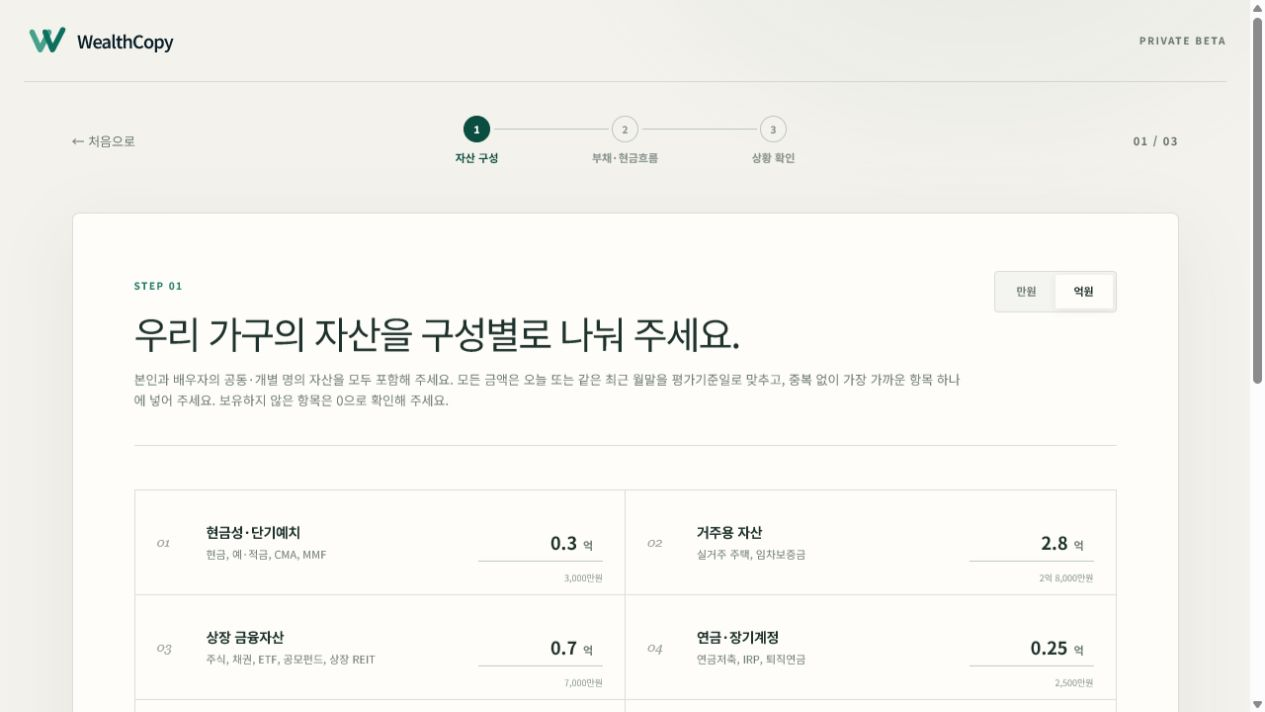 WealthCopy
PRIVATE BETA
← 처음으로
1
2
3
자산 구성
부채·현금흐름
상황 확인
01 / 03
STEP 01
만원
억원
우리 가구의 자산을 구성별로 나눠 주세요.
본인과 배우자의 공동·개별 명의 자산을 모두 포함해 주세요. 모든 금액은 오늘 또는 같은 최근 월말을 평가기준일로 맞추고, 중복 없이 가장 가까운 항목 하나
에 넣어 주세요. 보유하지 않은 항목은 0으로 확인해 주세요.
01
현금성·단기예치
현금, 예·적금, CMA, MMF
0.3 억
3,000만원
02
거주용 자산
실거주 주택, 임차보증금
2.8 억
2억 8,000만원
03
상장 금융자산
주식, 채권, ETF, 공모펀드, 상장 REIT
0.7 억
7,000만원
04
연금·장기계정
연금저축, IRP, 퇴직연금
0.25 억
2,500만원